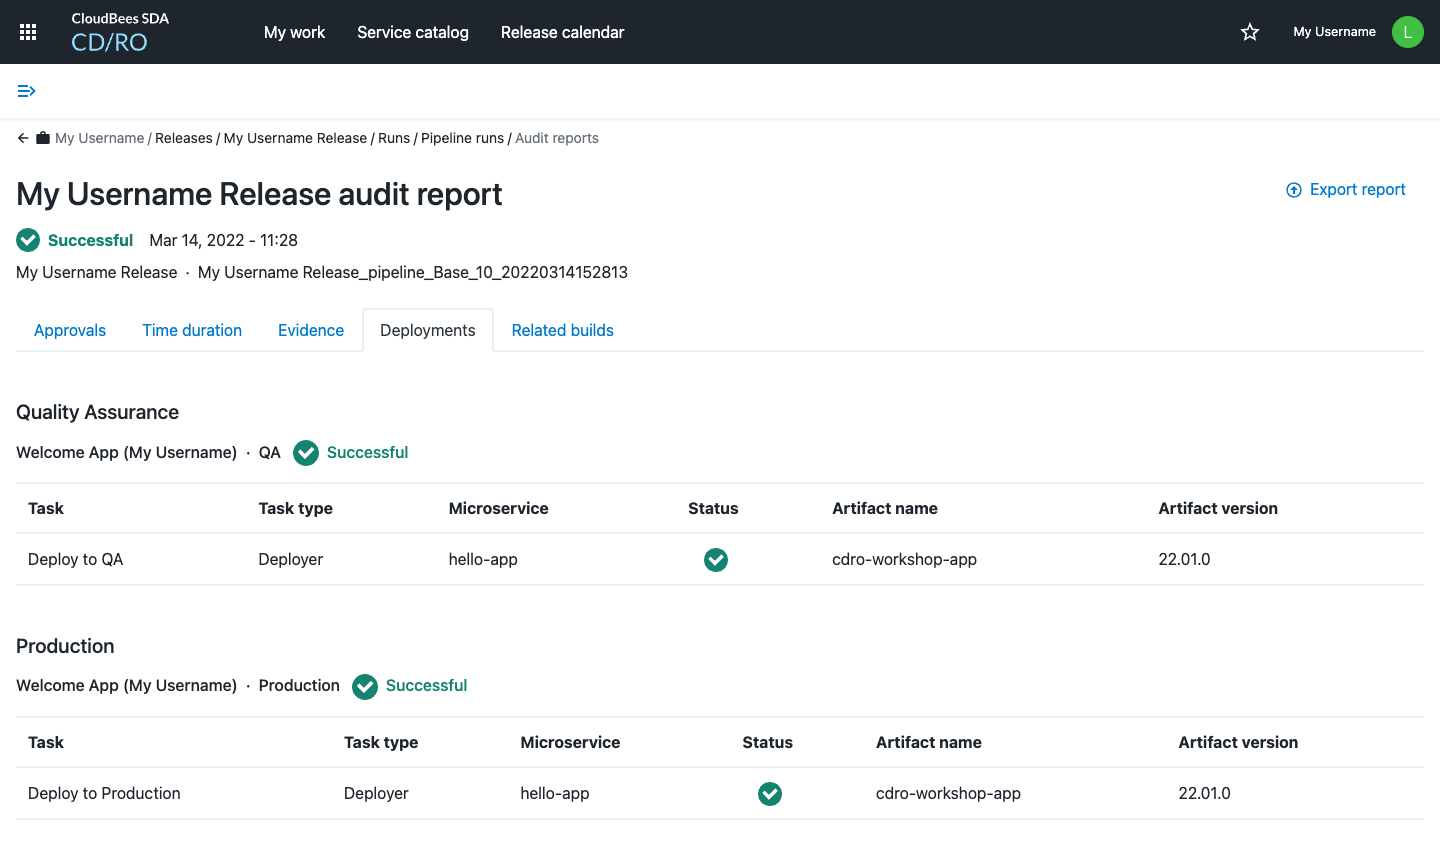 CloudBees SDA
CD/RO
My work
Service catalog
Release calendar
My Username
L
My Username / Releases / My Username Release / Runs / Pipeline runs / Audit reports
My Username Release audit report
Export report
Successful Mar 14, 2022 - 11:28
My Username Release · My Username Release_pipeline_Base_10_20220314152813
Approvals Time duration Evidence Deployments Related builds
Quality Assurance
Welcome App (My Username) · QA Successful
Task Task type Microservice Status Artifact name Artifact version
Deploy to QA Deployer hello-app cdro-workshop-app 22.01.0
Production
Welcome App (My Username) · Production Successful
Task Task type Microservice Status Artifact name Artifact version
Deploy to Production Deployer hello-app cdro-workshop-app 22.01.0